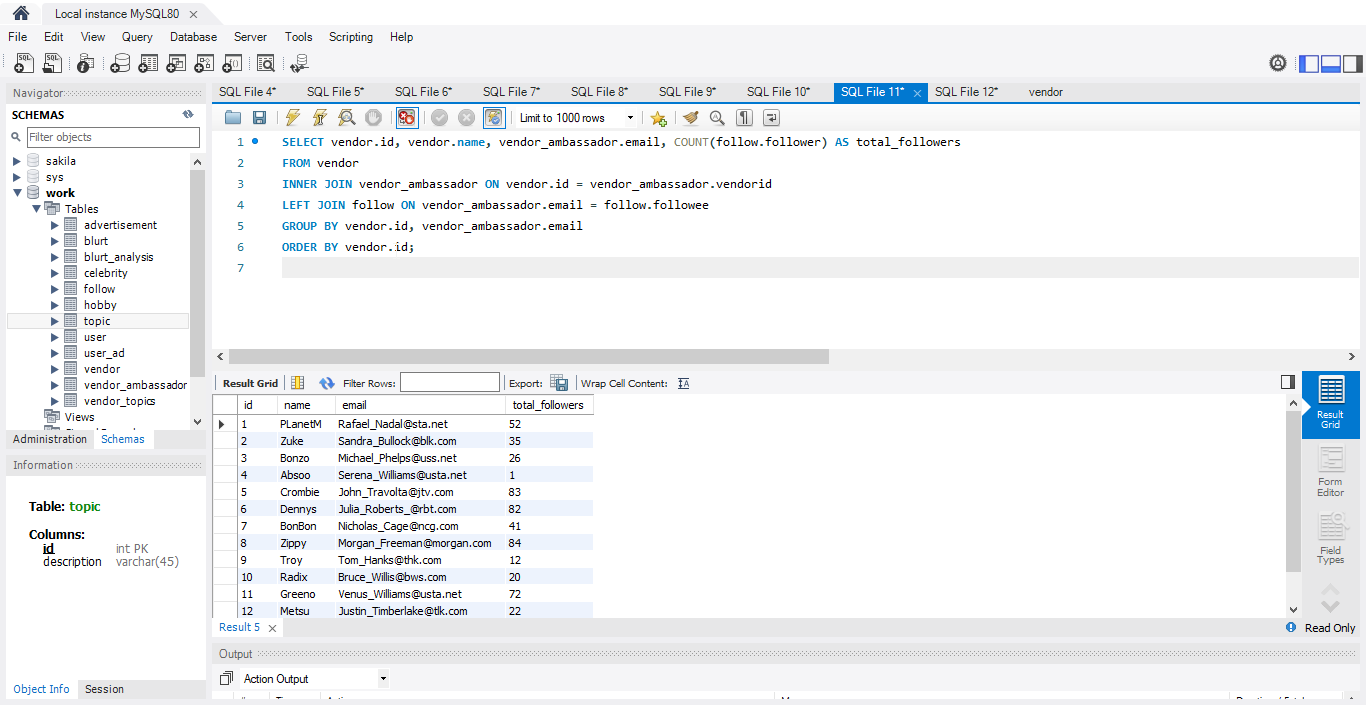 Local instance MySQL80
File Edit View Query Database Server Tools Scripting Help
Navigator
SCHEMAS
Filter objects
sakila
sys
work
Tables
advertisement
blurt
blurt_analysis
celebrity
follow
hobby
topic
user
user_ad
vendor
vendor_ambassador
vendor_topics
Views
Administration Schemas
Information
Table: topic
Columns:
id int PK
description varchar(45)
Object Info Session
SQL File 4* SQL File 5* SQL File 6* SQL File 7* SQL File 8* SQL File 9* SQL File 10* SQL File 11* SQL File 12* vendor
Limit to 1000 rows
1 SELECT vendor.id, vendor.name, vendor_ambassador.email, COUNT(follow.follower) AS total_followers
2 FROM vendor
3 INNER JOIN vendor_ambassador ON vendor.id = vendor_ambassador.vendorid
4 LEFT JOIN follow ON vendor_ambassador.email = follow.followee
5 GROUP BY vendor.id, vendor_ambassador.email
6 ORDER BY vendor.id;
7
Result Grid Filter Rows: Export: Wrap Cell Content:
id name email total_followers
1 PLanetM Rafael_Nadal@sta.net 52
2 Zuke Sandra_Bullock@blk.com 35
3 Bonzo Michael_Phelps@uss.net 26
4 Absoo Serena_Williams@usta.net 1
5 Crombie John_Travolta@jtv.com 83
6 Dennys Julia_Roberts_@rbt.com 82
7 BonBon Nicholas_Cage@ncg.com 41
8 Zippy Morgan_Freeman@morgan.com 84
9 Troy Tom_Hanks@thk.com 12
10 Radix Bruce_Willis@bws.com 20
11 Greeno Venus_Williams@usta.net 72
12 Metsu Justin_Timberlake@tlk.com 22
Result Grid
Form Editor
Field Types
Result 5
Read Only
Output
Action Output